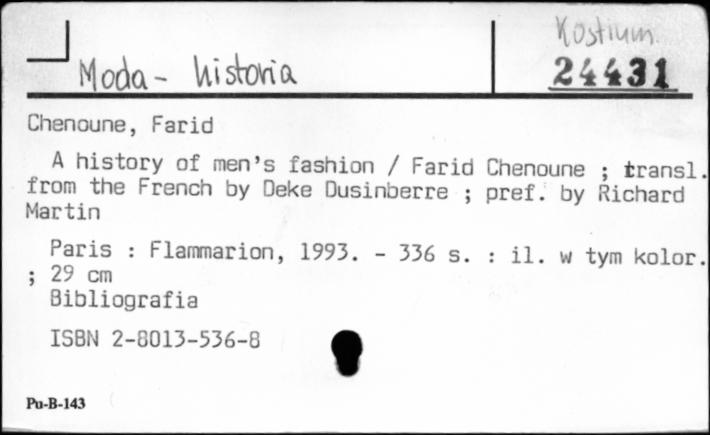 Kostium.
Moda - historia
24431
Chenoune, Farid
A history of men's fashion / Farid Chenoune ; transl.
from the French by Deke Dusinberre ; pref. by Richard
Martin
Paris : Flammarion, 1993. - 336 s. : il. w tym kolor.
; 29 cm
Bibliografia
ISBN 2-8013-536-8
Pu-B-143